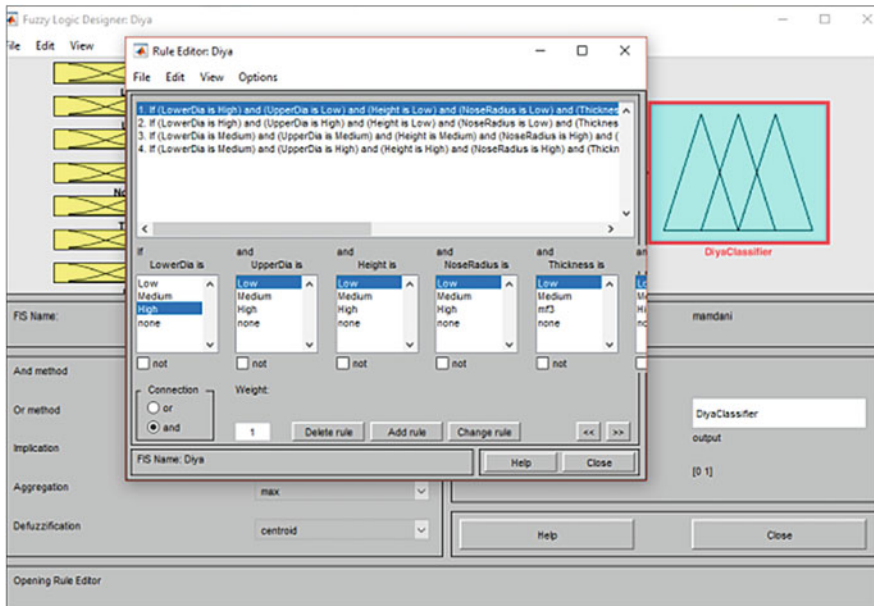 Fuzzy Logic Designer: Diya
File Edit View
Rule Editor: Diya
File Edit View Options
1. If (LowerDia is High) and (UpperDia is Low) and (Height is Low) and (NoseRadius is Low) and (Thickness
2. If (LowerDia is High) and (UpperDia is High) and (Height is Low) and (NoseRadius is Low) and (Thickness
3. If (LowerDia is Medium) and (UpperDia is Medium) and (Height is Medium) and (NoseRadius is High) and (
4. If (LowerDia is Medium) and (UpperDia is High) and (Height is High) and (NoseRadius is High) and (Thickn
DiyaClassifier
If and and and and
LowerDia is UpperDia is Height is NoseRadius is Thickness is
Low Low Low Low Low
Medium Medium Medium Medium Medium
High High High High mf3
none none none none none
not not not not not
FIS Name: mamdani
And method
Or method
Implication
Aggregation max
Defuzzification centroid
Connection
or
and
Weight:
1 Delete rule Add rule Change rule << >>
FIS Name: Diya Help Close
DiyaClassifier
output
[0 1]
Help Close
Opening Rule Editor